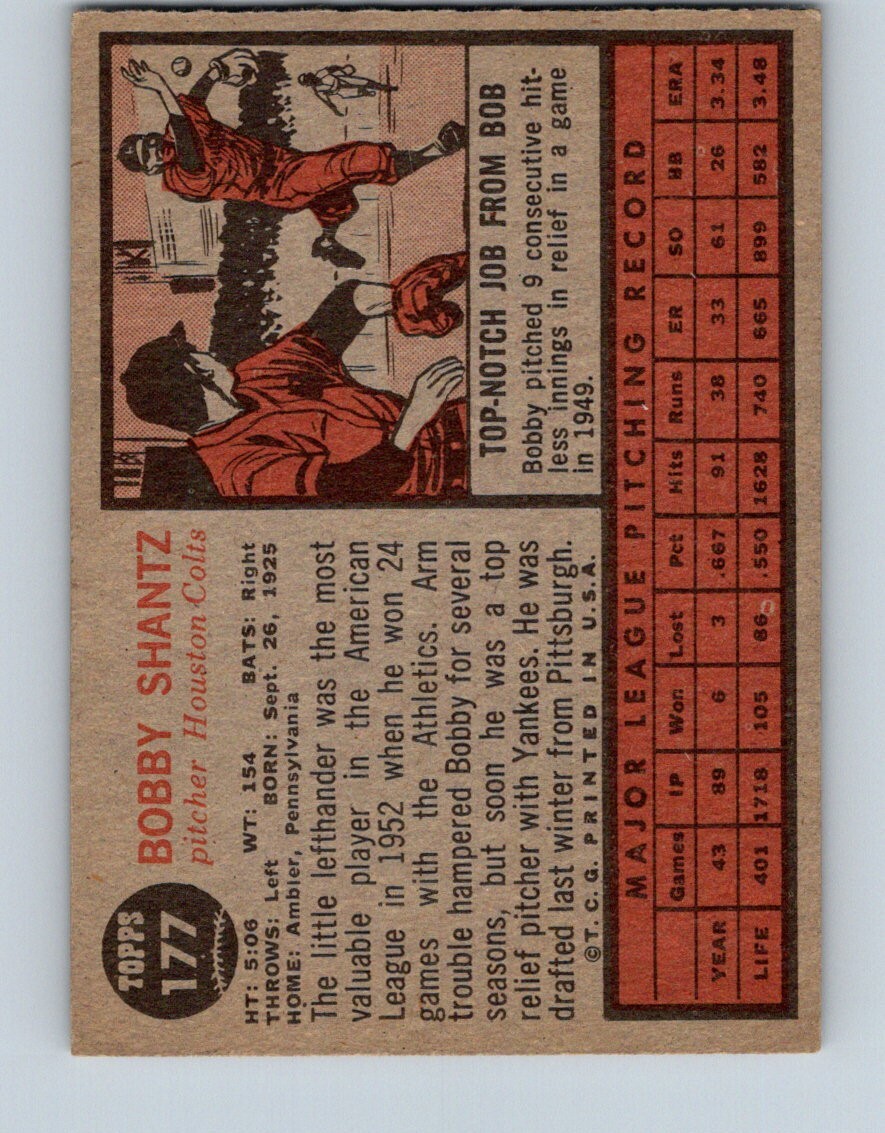 TOPPS
177
BOBBY SHANTZ
pitcher Houston Colts
HT: 5:06 WT: 154 BATS: Right
THROWS: Left BORN: Sept. 26, 1925
HOME: Ambler, Pennsylvania
The little lefthander was the most
valuable player in the American
League in 1952 when he won 24
games with the Athletics. Arm
trouble hampered Bobby for several
seasons, but soon he was a top
relief pitcher with Yankees. He was
drafted last winter from Pittsburgh.
©T. C. G. PRINTED IN U.S.A.
TOP-NOTCH JOB FROM BOB
Bobby pitched 9 consecutive hit-
less innings in relief in a game
in 1949.
MAJOR LEAGUE PITCHING RECORD
Games IP Won Lost Pct Hits Runs ER SO BB ERA
YEAR 43 89 6 3 .667 91 38 33 61 26 3.34
LIFE 401 1718 105 86 .550 1628 740 665 899 582 3.48